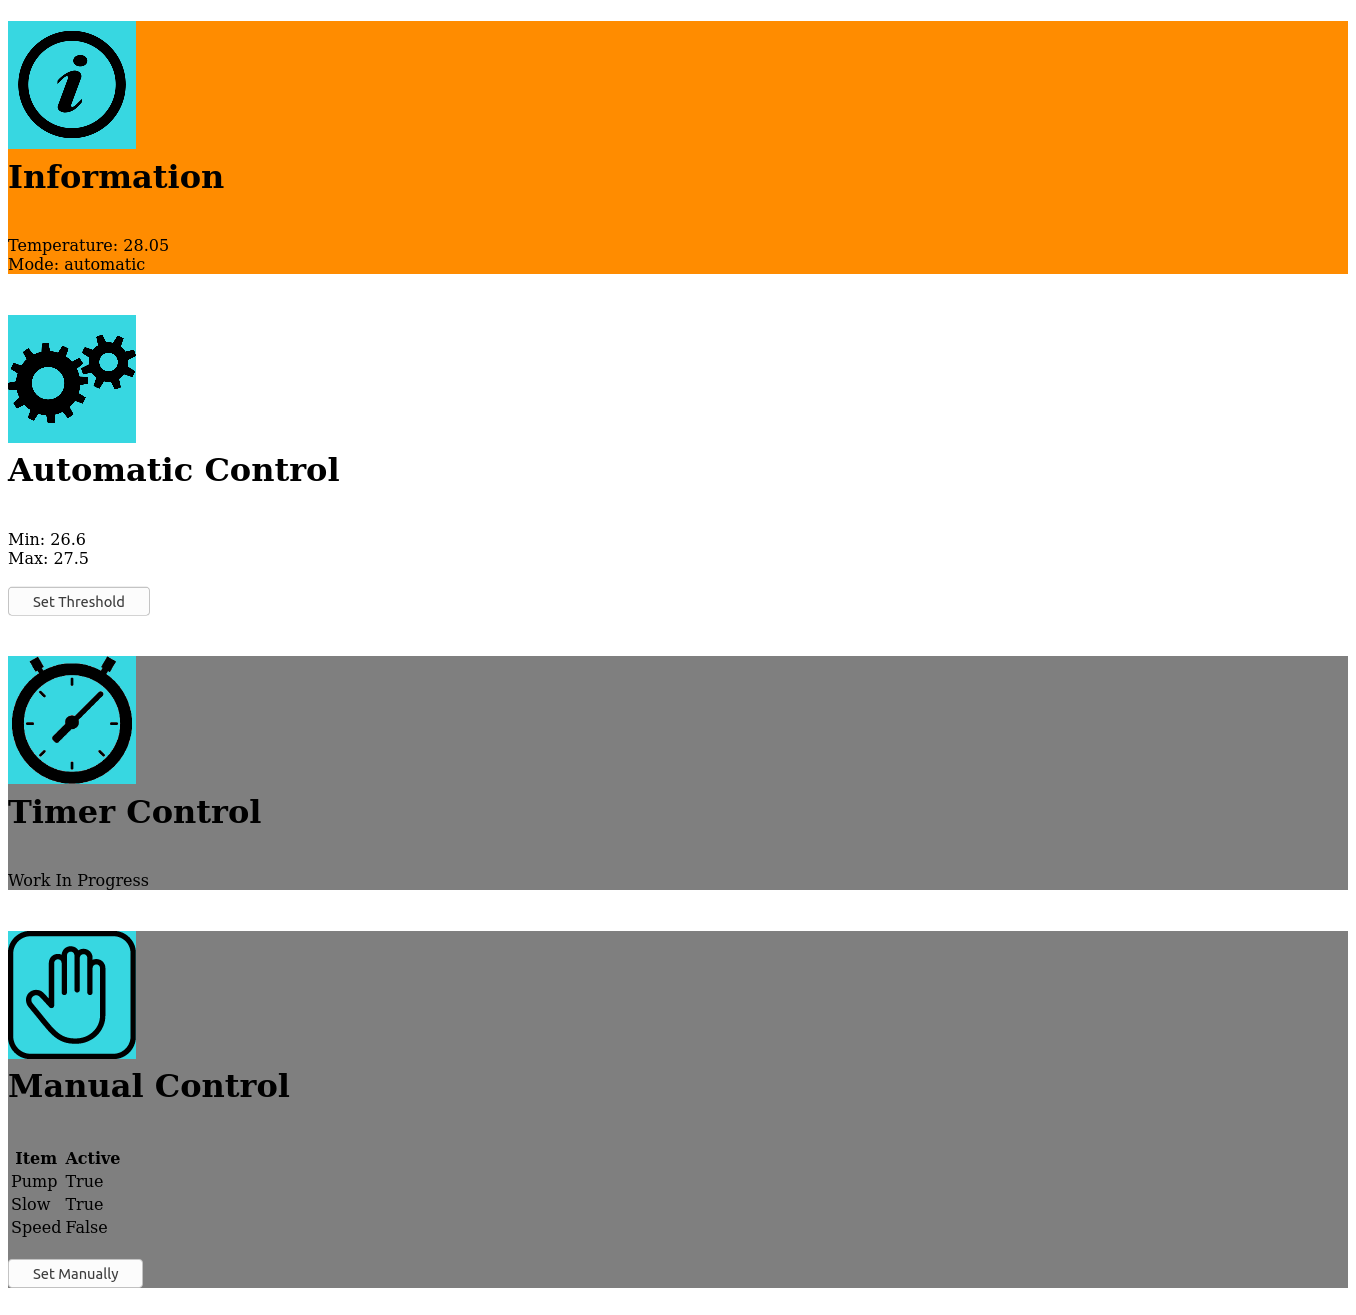 i
Information
Temperature: 28.05
Mode: automatic
Automatic Control
Min: 26.6
Max: 27.5
Set Threshold
Timer Control
Work In Progress
Manual Control
Item Active
Pump True
Slow True
Speed False
Set Manually